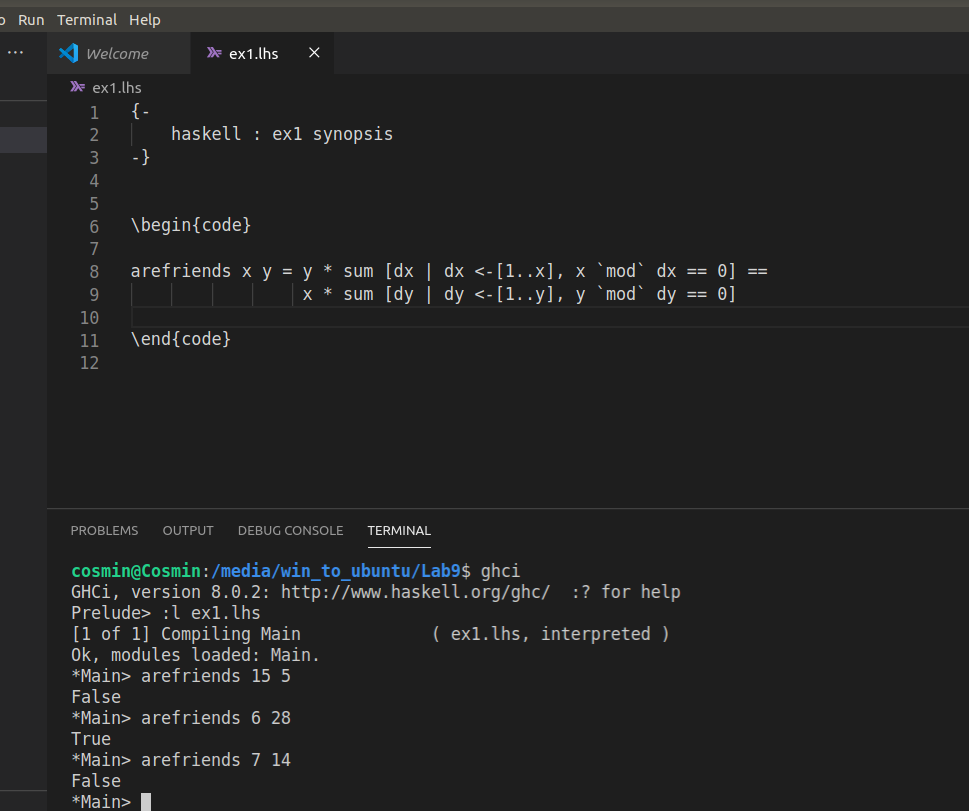 Run Terminal Help
... Welcome ex1.lhs ×
ex1.lhs
1 {-
2 haskell : ex1 synopsis
3 -}
4
5
6 \begin{code}
7
8 arefriends x y = y * sum [dx | dx <-[1..x], x `mod` dx == 0] ==
9 x * sum [dy | dy <-[1..y], y `mod` dy == 0]
10
11 \end{code}
12
PROBLEMS OUTPUT DEBUG CONSOLE TERMINAL
cosmin@Cosmin:/media/win_to_ubuntu/Lab9$ ghci
GHCi, version 8.0.2: http://www.haskell.org/ghc/  :? for help
Prelude> :l ex1.lhs
[1 of 1] Compiling Main             ( ex1.lhs, interpreted )
Ok, modules loaded: Main.
*Main> arefriends 15 5
False
*Main> arefriends 6 28
True
*Main> arefriends 7 14
False
*Main>